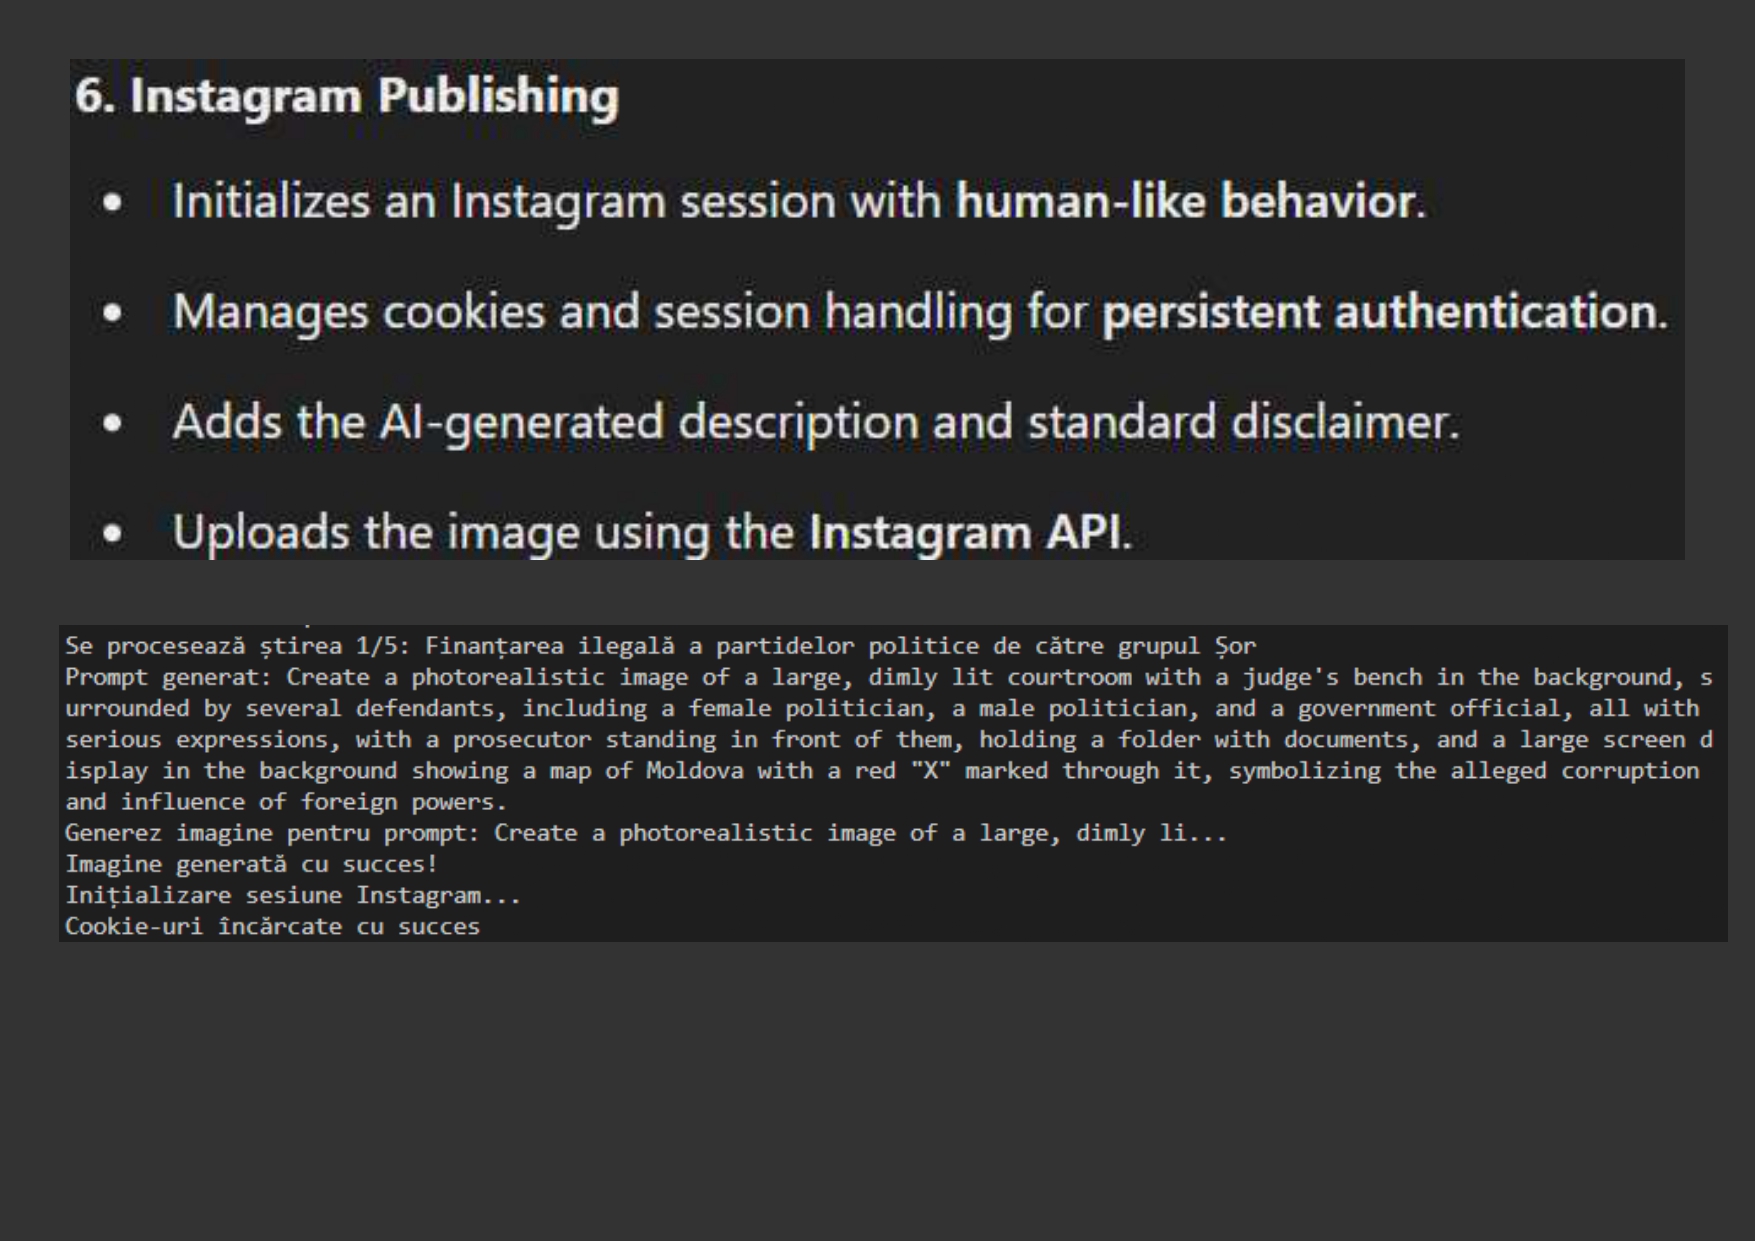 6. Instagram Publishing
• Initializes an Instagram session with human-like behavior.
• Manages cookies and session handling for persistent authentication.
• Adds the AI-generated description and standard disclaimer.
• Uploads the image using the Instagram API.
Se procesează știrea 1/5: Finanțarea ilegală a partidelor politice de către grupul Șor
Prompt generat: Create a photorealistic image of a large, dimly lit courtroom with a judge's bench in the background, s
urrounded by several defendants, including a female politician, a male politician, and a government official, all with
serious expressions, with a prosecutor standing in front of them, holding a folder with documents, and a large screen d
isplay in the background showing a map of Moldova with a red "X" marked through it, symbolizing the alleged corruption
and influence of foreign powers.
Generez imagine pentru prompt: Create a photorealistic image of a large, dimly li...
Imagine generată cu succes!
Inițializare sesiune Instagram...
Cookie-uri încărcate cu succes